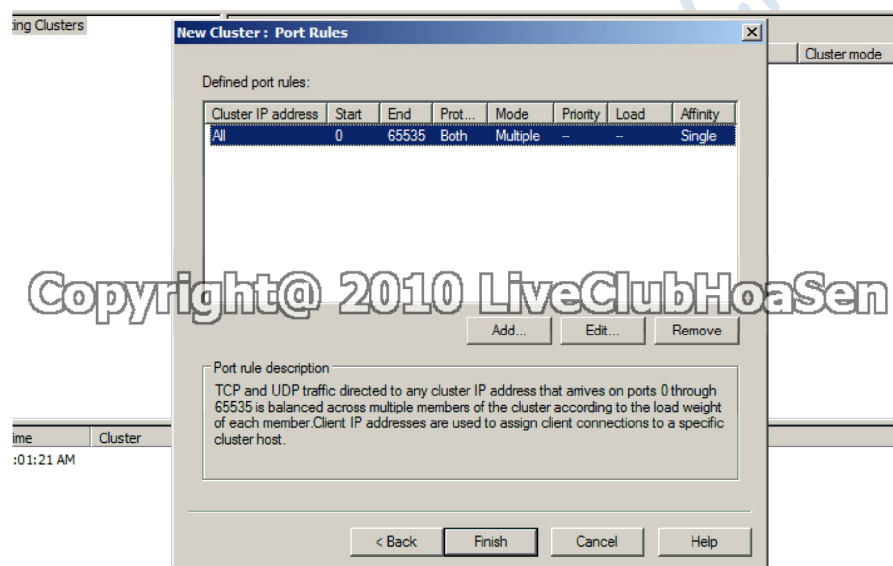 ing Clusters
New Cluster : Port Rules
Cluster mode
Defined port rules:
Cluster IP address Start End Prot... Mode Priority Load Affinity
All 0 65535 Both Multiple -- -- Single
Copyright@ 2010 LiveClubHoaSen
Add... Edit... Remove
Port rule description
TCP and UDP traffic directed to any cluster IP address that arrives on ports 0 through
65535 is balanced across multiple members of the cluster according to the load weight
of each member.Client IP addresses are used to assign client connections to a specific
cluster host.
ime Cluster
:01:21 AM
< Back Finish Cancel Help